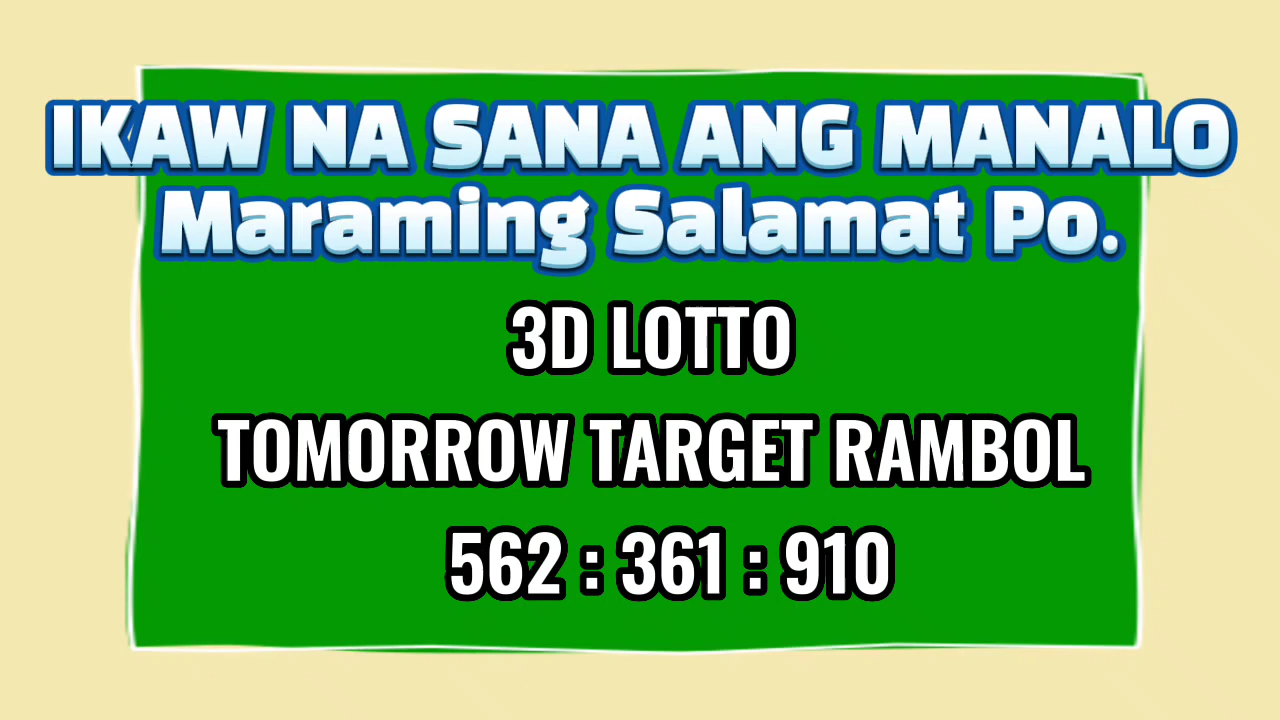 IKAW NA SANA ANG MANALO
Maraming Salamat Po.
3D LOTTO
TOMORROW TARGET RAMBOL
562 : 361 : 910